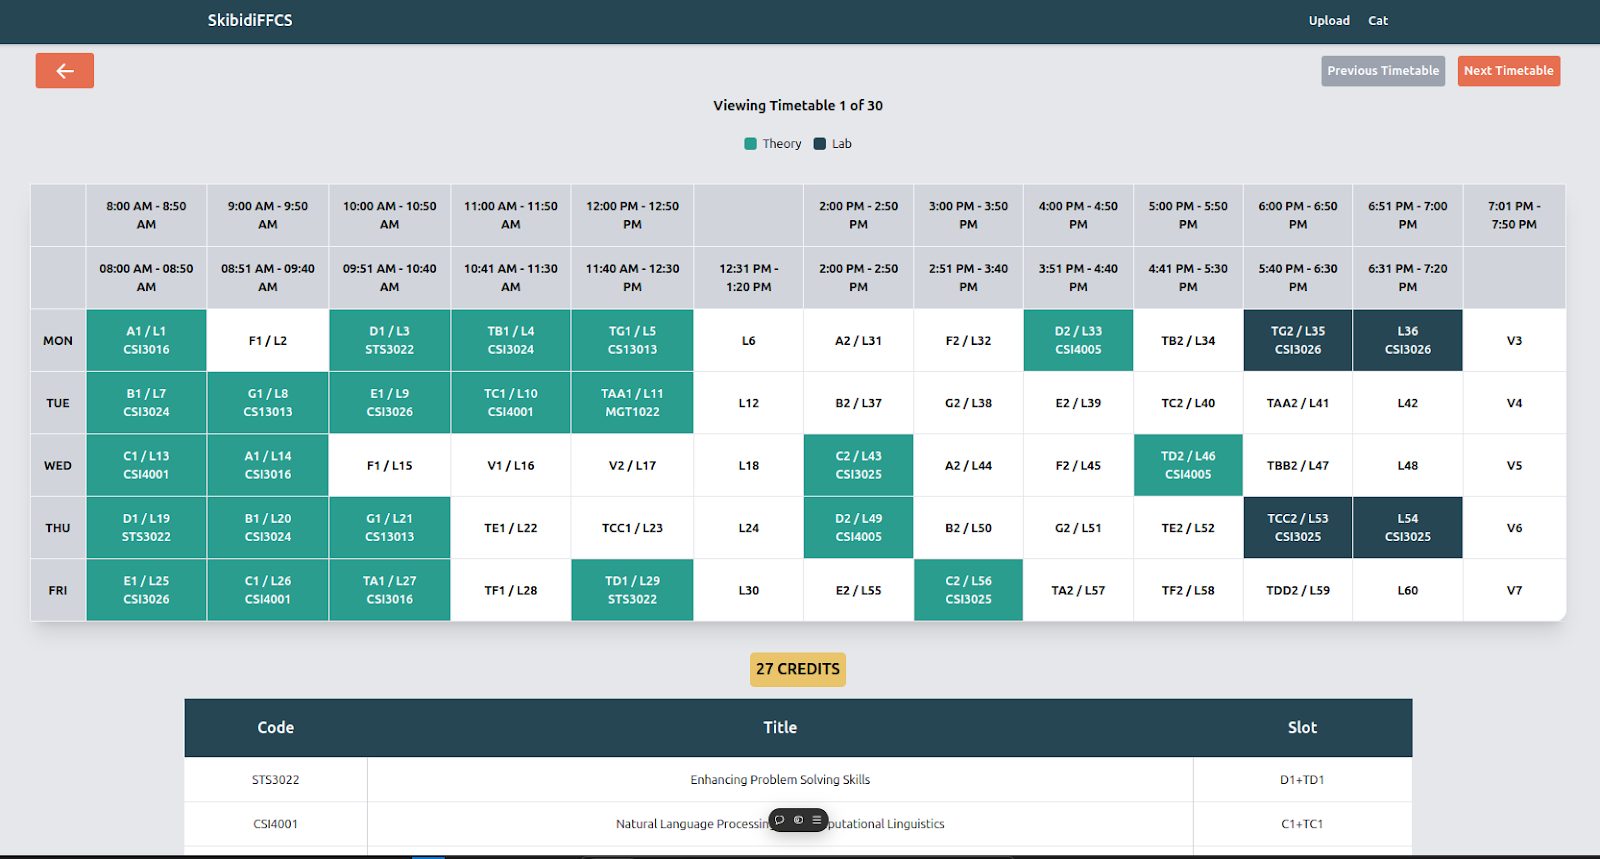 SkibidiFFCS
Upload Cat
Previous Timetable Next Timetable
Viewing Timetable 1 of 30
Theory Lab
8:00 AM - 8:50 AM 9:00 AM - 9:50 AM 10:00 AM - 10:50 AM 11:00 AM - 11:50 AM 12:00 PM - 12:50 PM 2:00 PM - 2:50 PM 3:00 PM - 3:50 PM 4:00 PM - 4:50 PM 5:00 PM - 5:50 PM 6:00 PM - 6:50 PM 6:51 PM - 7:00 PM 7:01 PM - 7:50 PM
08:00 AM - 08:50 AM 08:51 AM - 09:40 AM 09:51 AM - 10:40 AM 10:41 AM - 11:30 AM 11:40 AM - 12:30 PM 12:31 PM - 1:20 PM 2:00 PM - 2:50 PM 2:51 PM - 3:40 PM 3:51 PM - 4:40 PM 4:41 PM - 5:30 PM 5:40 PM - 6:30 PM 6:31 PM - 7:20 PM
MON A1 / L1 CSI3016 F1 / L2 D1 / L3 STS3022 TB1 / L4 CSI3024 TG1 / L5 CS13013 L6 A2 / L31 F2 / L32 D2 / L33 CSI4005 TB2 / L34 TG2 / L35 CSI3026 L36 CSI3026 V3
TUE B1 / L7 CSI3024 G1 / L8 CS13013 E1 / L9 CSI3026 TC1 / L10 CSI4001 TAA1 / L11 MGT1022 L12 B2 / L37 G2 / L38 E2 / L39 TC2 / L40 TAA2 / L41 L42 V4
WED C1 / L13 CSI4001 A1 / L14 CSI3016 F1 / L15 V1 / L16 V2 / L17 L18 C2 / L43 CSI3025 A2 / L44 F2 / L45 TD2 / L46 CSI4005 TBB2 / L47 L48 V5
THU D1 / L19 STS3022 B1 / L20 CSI3024 G1 / L21 CS13013 TE1 / L22 TCC1 / L23 L24 D2 / L49 CSI4005 B2 / L50 G2 / L51 TE2 / L52 TCC2 / L53 CSI3025 L54 CSI3025 V6
FRI E1 / L25 CSI3026 C1 / L26 CSI4001 TA1 / L27 CSI3016 TF1 / L28 TD1 / L29 STS3022 L30 E2 / L55 C2 / L56 CSI3025 TA2 / L57 TF2 / L58 TDD2 / L59 L60 V7
27 CREDITS
Code Title Slot
STS3022 Enhancing Problem Solving Skills D1+TD1
CSI4001 Natural Language Processing Linguistics C1+TC1